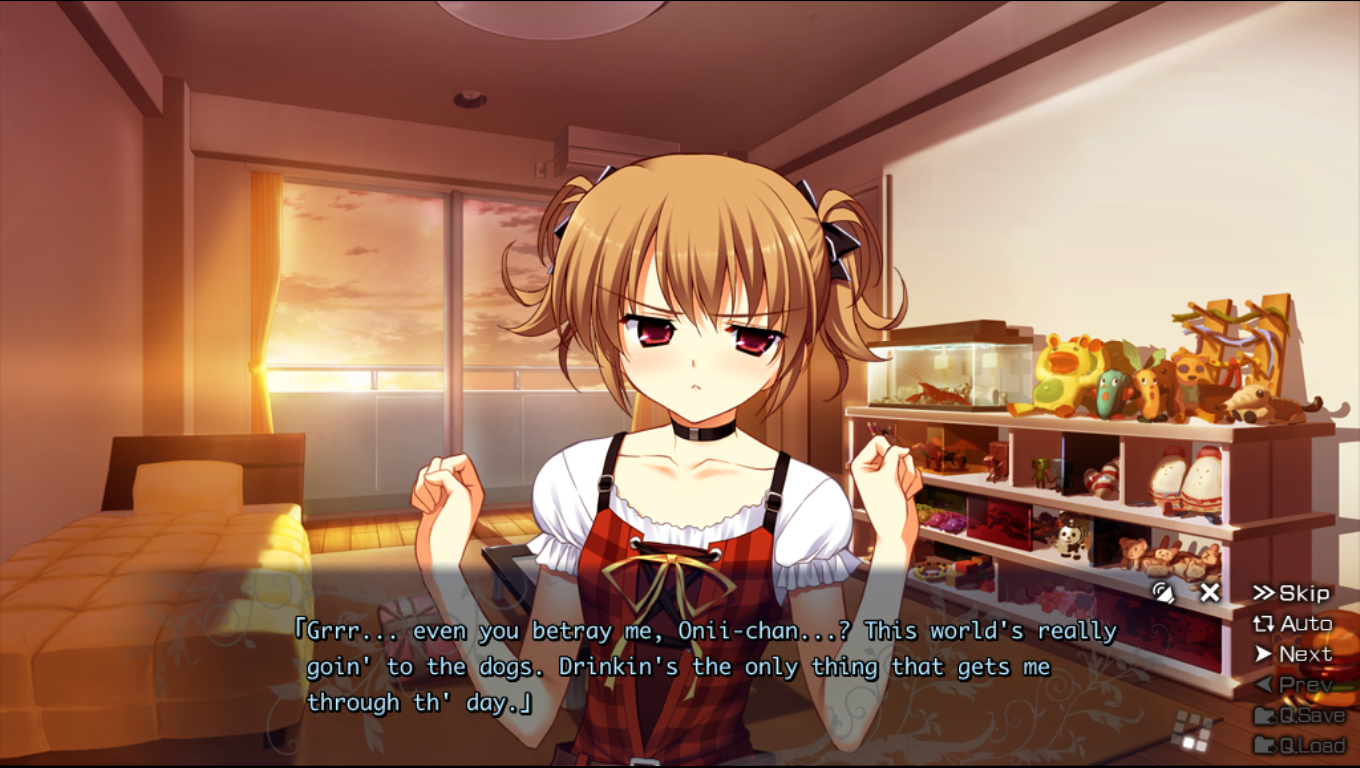 「Grrr... even you betray me, Onii-chan...? This world's really
goin' to the dogs. Drinkin's the only thing that gets me
through th' day.」
Skip
Auto
Next
Prev
Q.Save
Q.Load